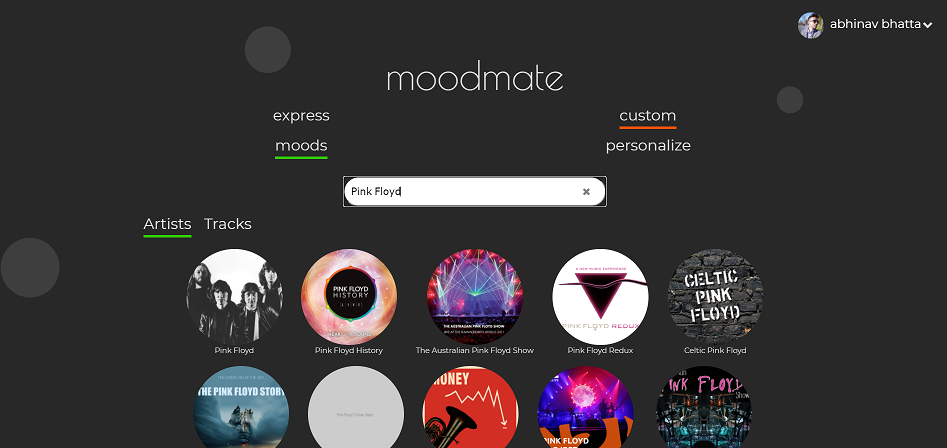 abhinav bhatta
moodmate
express
custom
moods
personalize
Pink Floyd
Artists
Tracks
PINK FLOYD
HISTORY
LIVE
THE AUSTRALIAN PINK FLOYD SHOW
PINK FLOYD REDUX
CELTIC
PINK
FLOYD
Pink Floyd
Pink Floyd History
The Australian Pink Floyd Show
Pink Floyd Redux
Celtic Pink Floyd
THE PINK FLOYD STORY
MONEY
PINK FLOYD
Show
PINK FLOYD